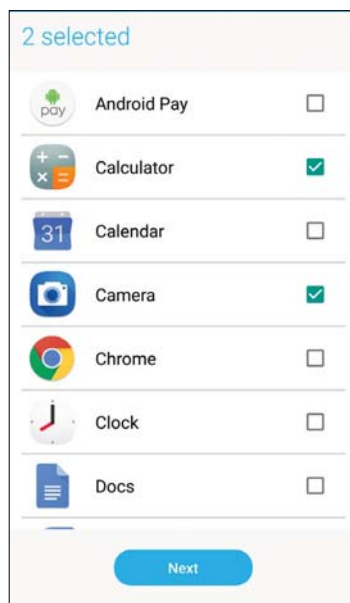 2 selected
pay
Android Pay
Calculator
31
Calendar
Camera
Chrome
Clock
Docs
Next